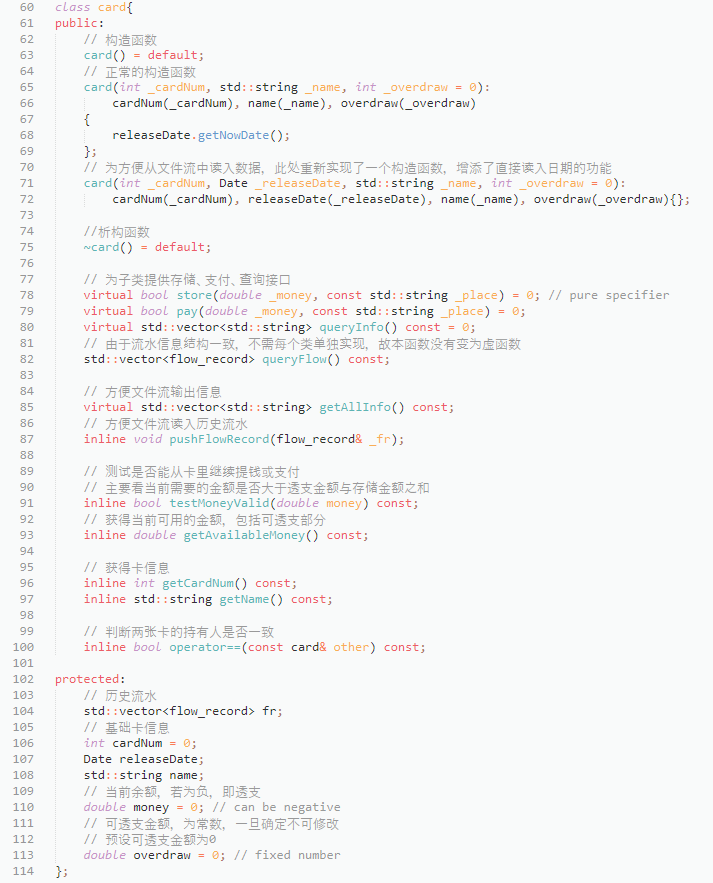 60 class card{
61 public:
62     // 构造函数
63     card() = default;
64     // 正常的构造函数
65     card(int _cardNum, std::string _name, int _overdraw = 0):
66         cardNum(_cardNum), name(_name), overdraw(_overdraw)
67     {
68         releaseDate.getNowDate();
69     };
70     // 为方便从文件流中读入数据，此处重新实现了一个构造函数，增添了直接读入日期的功能
71     card(int _cardNum, Date _releaseDate, std::string _name, int _overdraw = 0):
72         cardNum(_cardNum), releaseDate(_releaseDate), name(_name), overdraw(_overdraw){};
73
74     //析构函数
75     ~card() = default;
76
77     // 为子类提供存储、支付、查询接口
78     virtual bool store(double _money, const std::string _place) = 0; // pure specifier
79     virtual bool pay(double _money, const std::string _place) = 0;
80     virtual std::vector<std::string> queryInfo() const = 0;
81     // 由于流水信息结构一致，不需每个类单独实现，故本函数没有变为虚函数
82     std::vector<flow_record> queryFlow() const;
83
84     // 方便文件流输出信息
85     virtual std::vector<std::string> getAllInfo() const;
86     // 方便文件流读入历史流水
87     inline void pushFlowRecord(flow_record& _fr);
88
89     // 测试是否能从卡里继续提钱或支付
90     // 主要看当前需要的金额是否大于透支金额与存储金额之和
91     inline bool testMoneyValid(double money) const;
92     // 获得当前可用的金额，包括可透支部分
93     inline double getAvailableMoney() const;
94
95     // 获得卡信息
96     inline int getCardNum() const;
97     inline std::string getName() const;
98
99     // 判断两张卡的持有人是否一致
100     inline bool operator==(const card& other) const;
101
102 protected:
103     // 历史流水
104     std::vector<flow_record> fr;
105     // 基础卡信息
106     int cardNum = 0;
107     Date releaseDate;
108     std::string name;
109     // 当前余额，若为负，即透支
110     double money = 0; // can be negative
111     // 可透支金额，为常数，一旦确定不可修改
112     // 预设可透支金额为0
113     double overdraw = 0; // fixed number
114 };